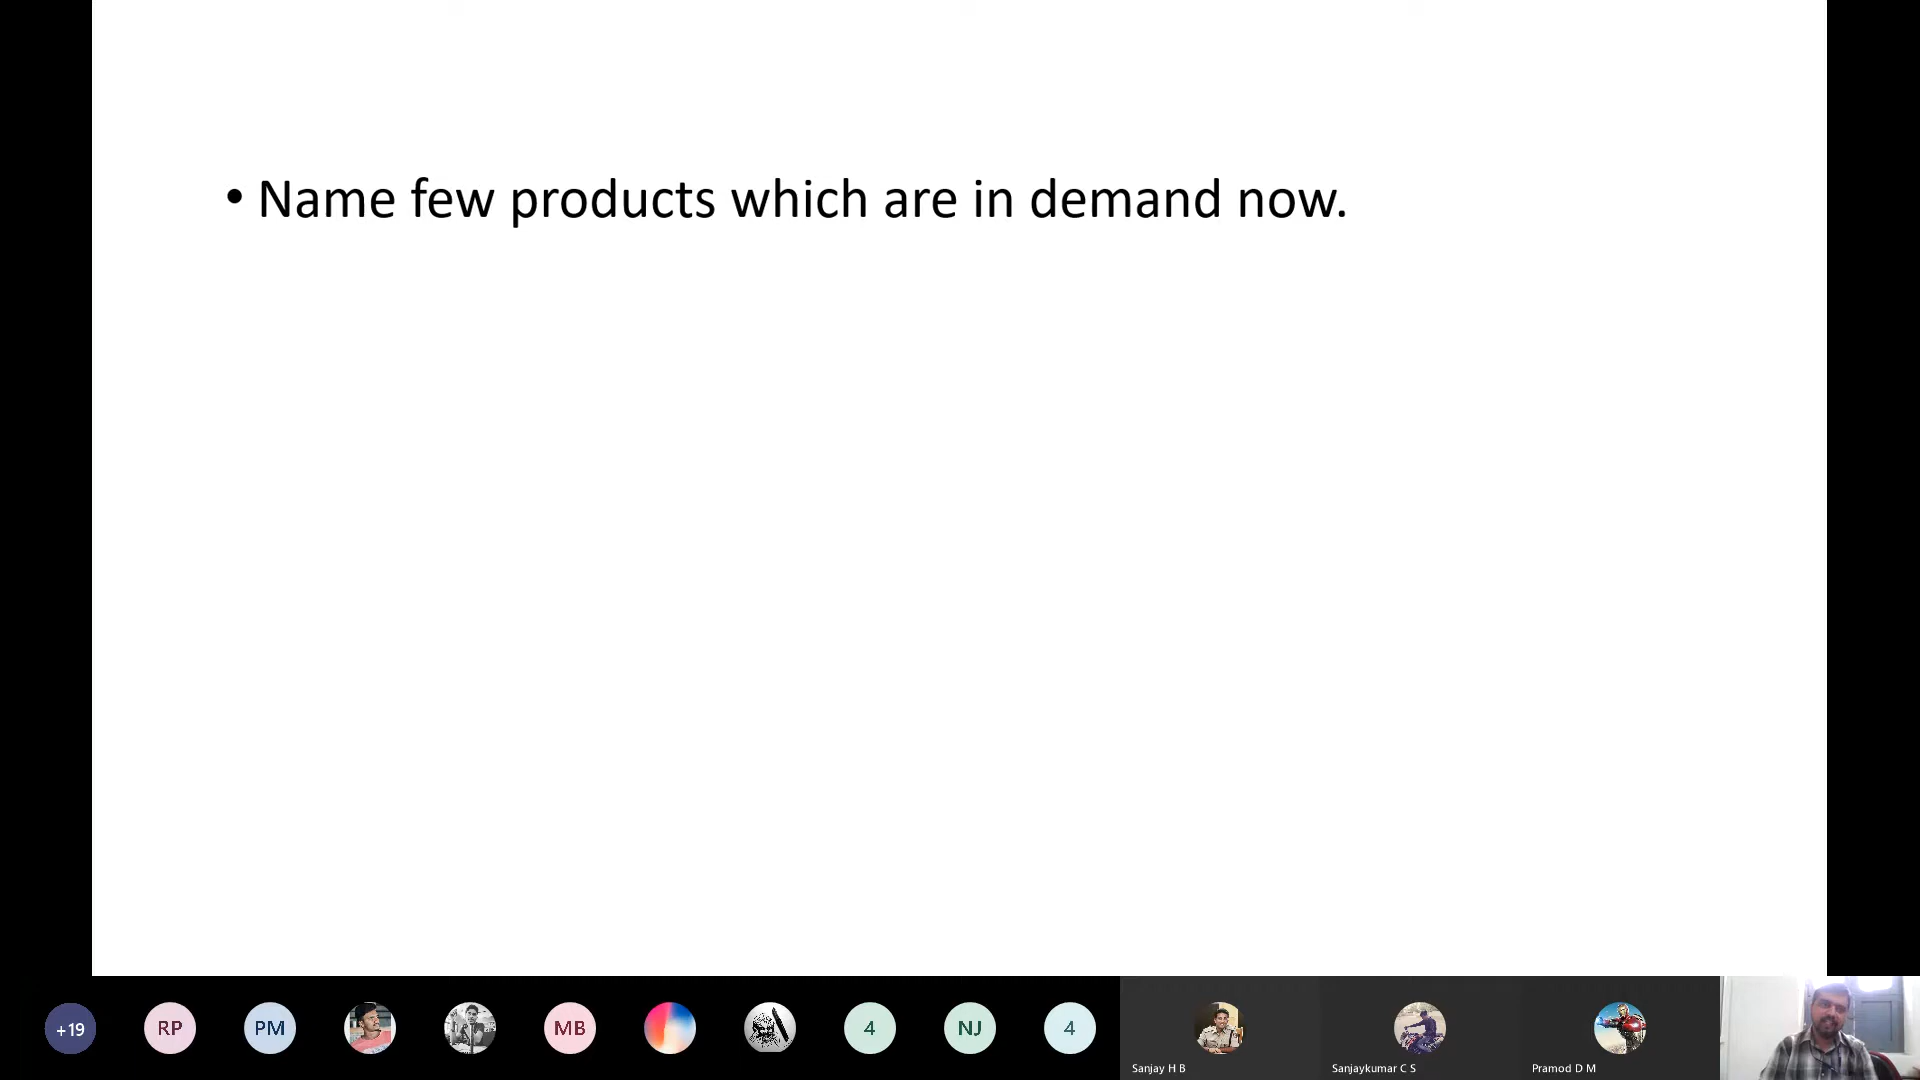 • Name few products which are in demand now.
+19
RP
PM
MB
4
NJ
4
Sanjay H B
Sanjaykumar C S
Pramod D M